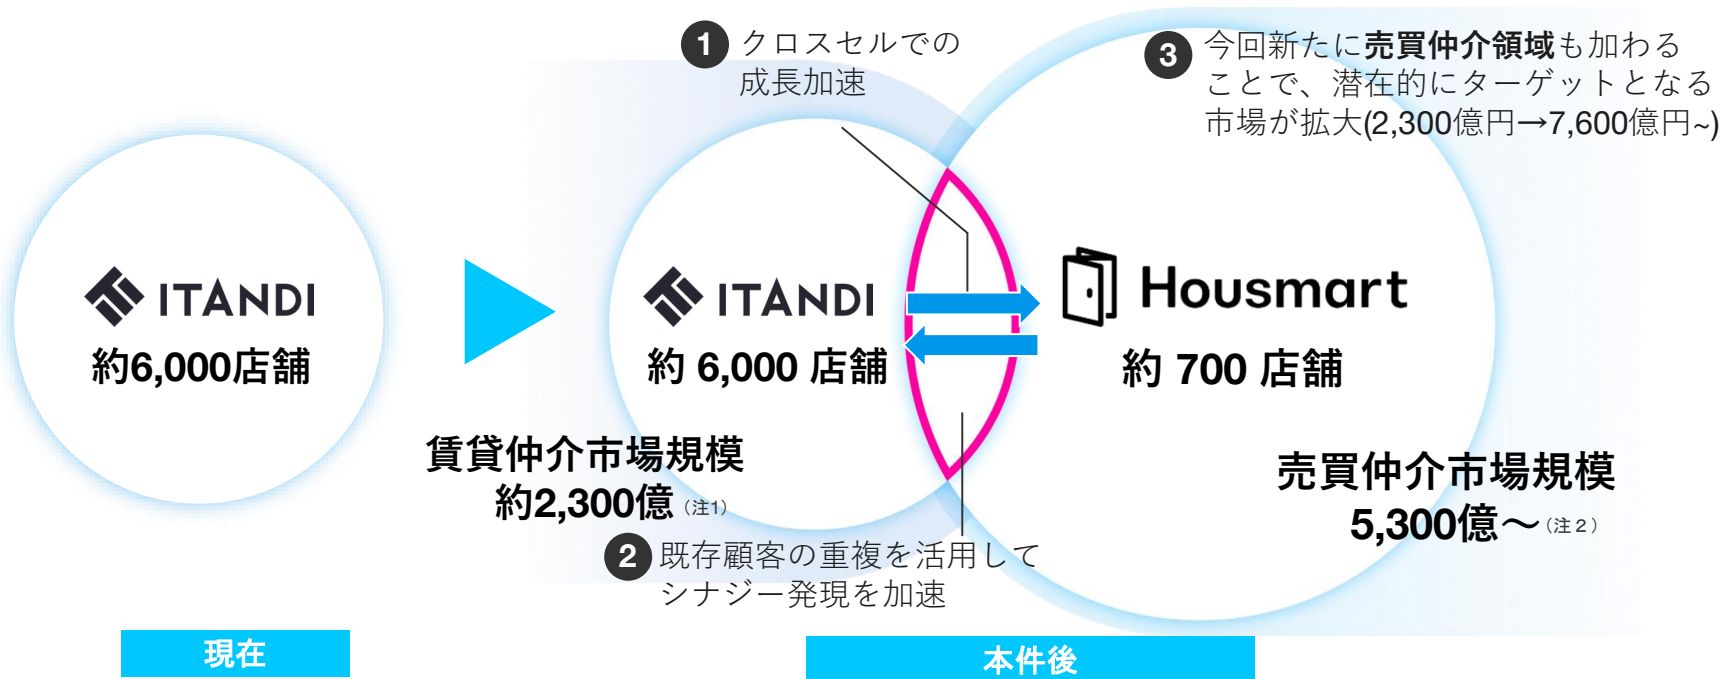 ITANDI
約6,000店舗
現在
1 クロスセルでの
成長加速
3 今回新たに売買仲介領域も加わる
ことで、潜在的にターゲットとなる
市場が拡大(2,300億円→7,600億円~)
ITANDI
約 6,000 店舗
Housmart
約 700 店舗
賃貸仲介市場規模
約2,300億（注1）
売買仲介市場規模
5,300億～（注２）
2 既存顧客の重複を活用して
シナジー発現を加速
本件後